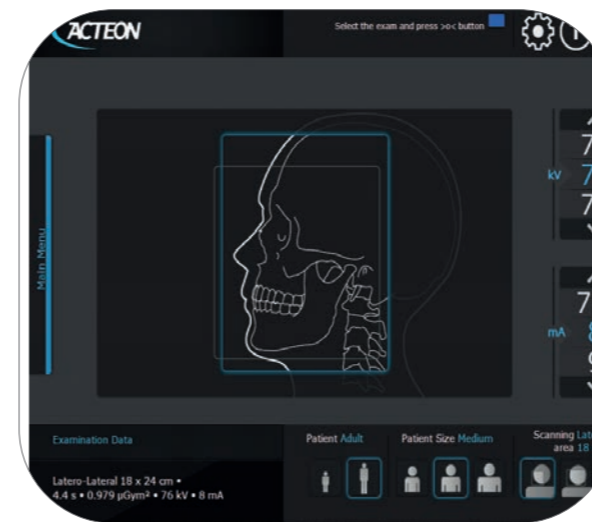 ACTEON
Select the exam and press >o< button
Main Menu
kV
mA
Examination Data
Patient Adult
Patient Size Medium
Scanning
area 18
Latero-Lateral 18 x 24 cm •
4.4 s • 0.979 µGym² • 76 kV • 8 mA